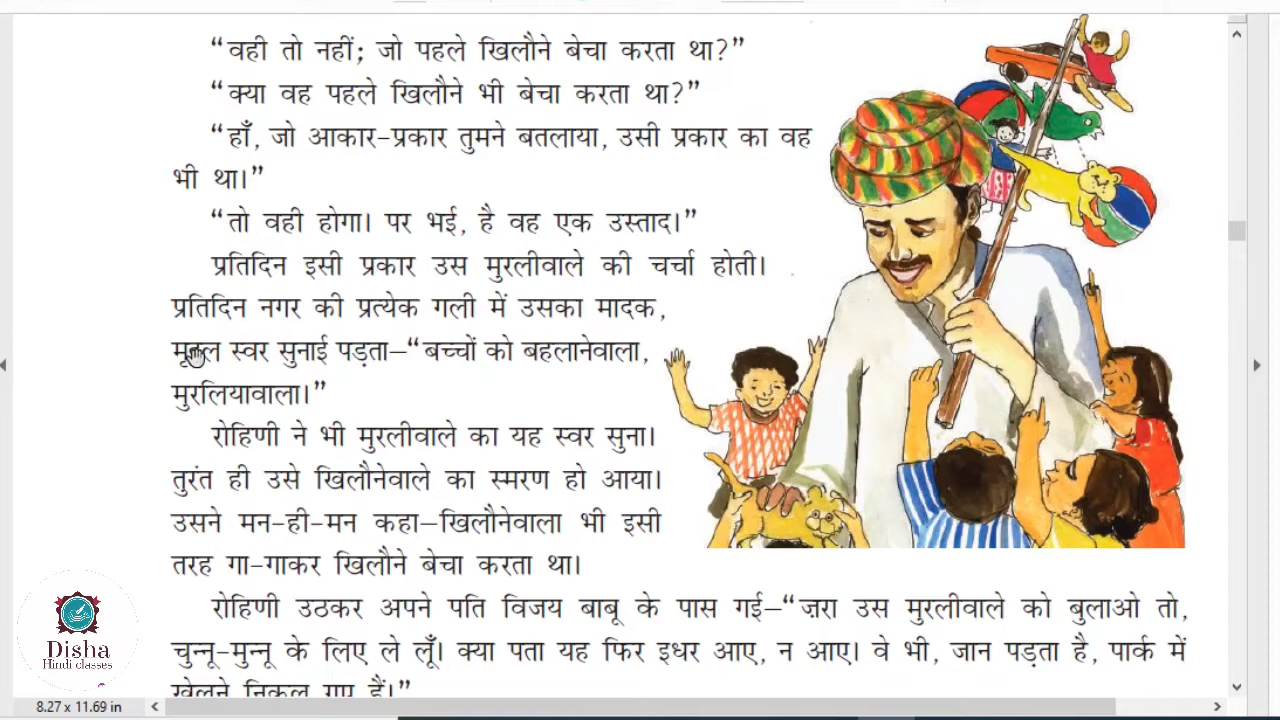 “वही तो नहीं; जो पहले खिलौने बेचा करता था?”
“क्या वह पहले खिलौने भी बेचा करता था?”
“हाँ, जो आकार-प्रकार तुमने बतलाया, उसी प्रकार का वह
भी था।”
“तो वही होगा। पर भई, है वह एक उस्ताद।”
प्रतिदिन इसी प्रकार उस मुरलीवाले की चर्चा होती।
प्रतिदिन नगर की प्रत्येक गली में उसका मादक,
स्वर सुनाई पड़ता–“बच्चों को बहलानेवाला,
मुरलियावाला।”
रोहिणी ने भी मुरलीवाले का यह स्वर सुना।
तुरंत ही उसे खिलौनेवाले का स्मरण हो आया।
उसने मन-ही-मन कहा–खिलौनेवाला भी इसी
तरह गा-गाकर खिलौने बेचा करता था।
रोहिणी उठकर अपने पति विजय बाबू के पास गई–“ज़रा उस मुरलीवाले को बुलाओ तो,
चुन्नू-मुन्नू के लिए ले लूँ। क्या पता यह फिर इधर आए, न आए। वे भी, जान पड़ता है, पार्क में
खेलने निकल गए हैं।”
Disha
Hindi classes
8.27 x 11.69 in